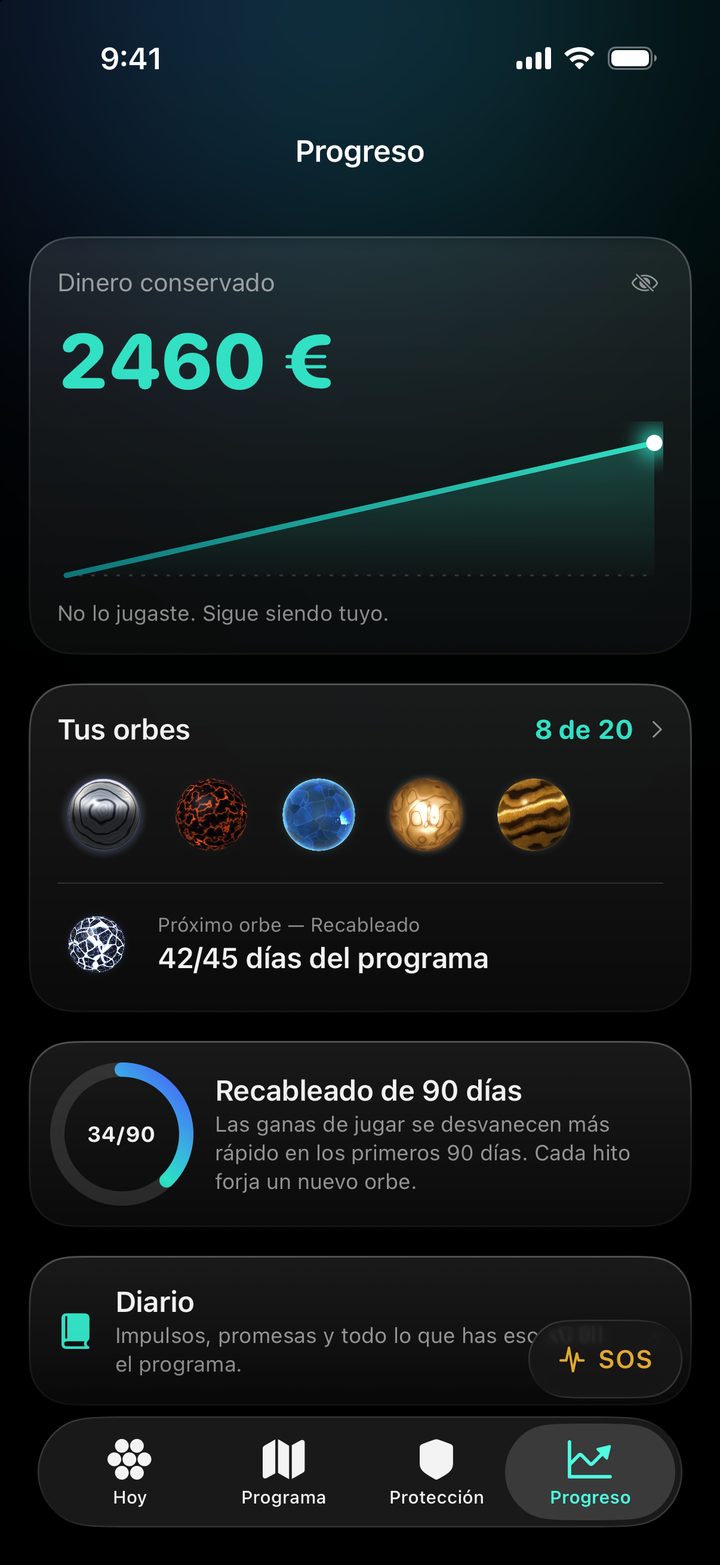 9:41
Progreso
Dinero conservado
2460 €
No lo jugaste. Sigue siendo tuyo.
Tus orbes
8 de 20
Próximo orbe — Recableado
42/45 días del programa
34/90
Recableado de 90 días
Las ganas de jugar se desvanecen más
rápido en los primeros 90 días. Cada hito
forja un nuevo orbe.
Diario
Impulsos, promesas y todo lo que has
el programa.
SOS
Hoy
Programa
Protección
Progreso